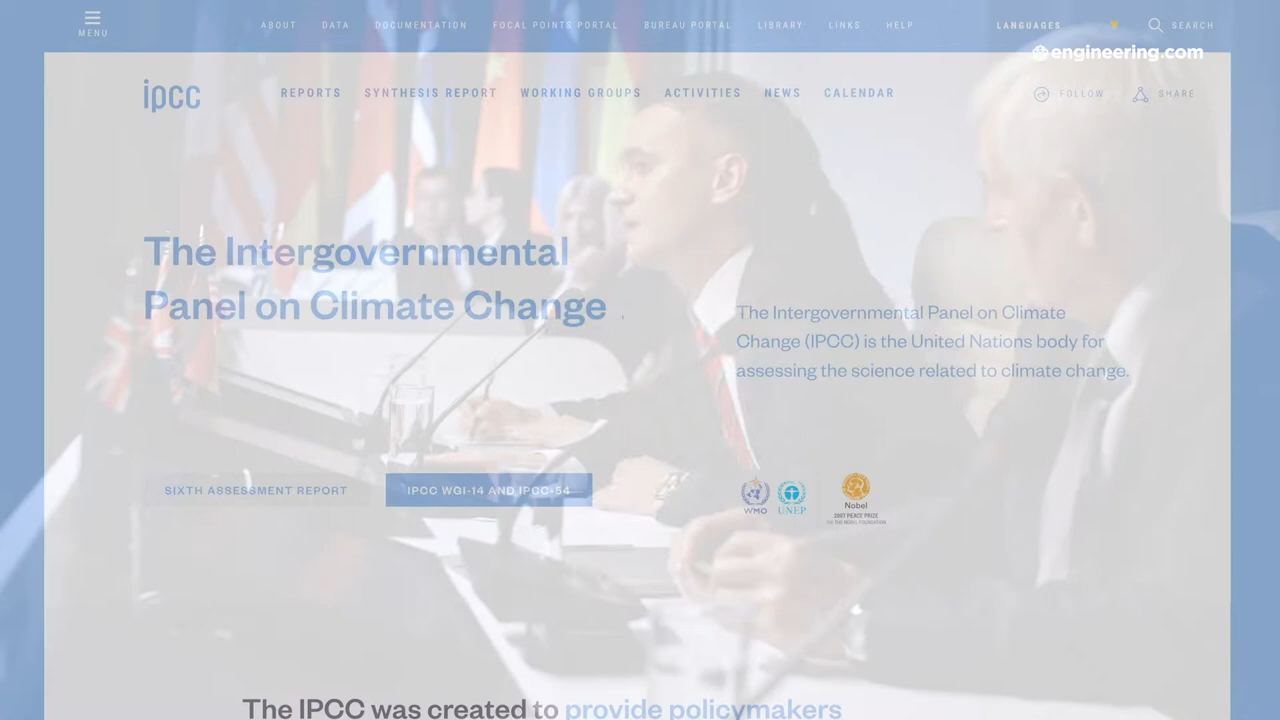 MENU
ABOUT DATA DOCUMENTATION FOCAL POINTS PORTAL BUREAU PORTAL LIBRARY LINKS HELP LANGUAGES SEARCH
engineering.com
ipcc REPORTS SYNTHESIS REPORT WORKING GROUPS ACTIVITIES NEWS CALENDAR FOLLOW SHARE
The Intergovernmental
Panel on Climate Change
The Intergovernmental Panel on Climate
Change (IPCC) is the United Nations body for
assessing the science related to climate change.
SIXTH ASSESSMENT REPORT IPCC WGI-14 AND IPCC-54
WMO UNEP Nobel
2007 PEACE PRIZE
THE NOBEL FOUNDATION
The IPCC was created to provide policymakers